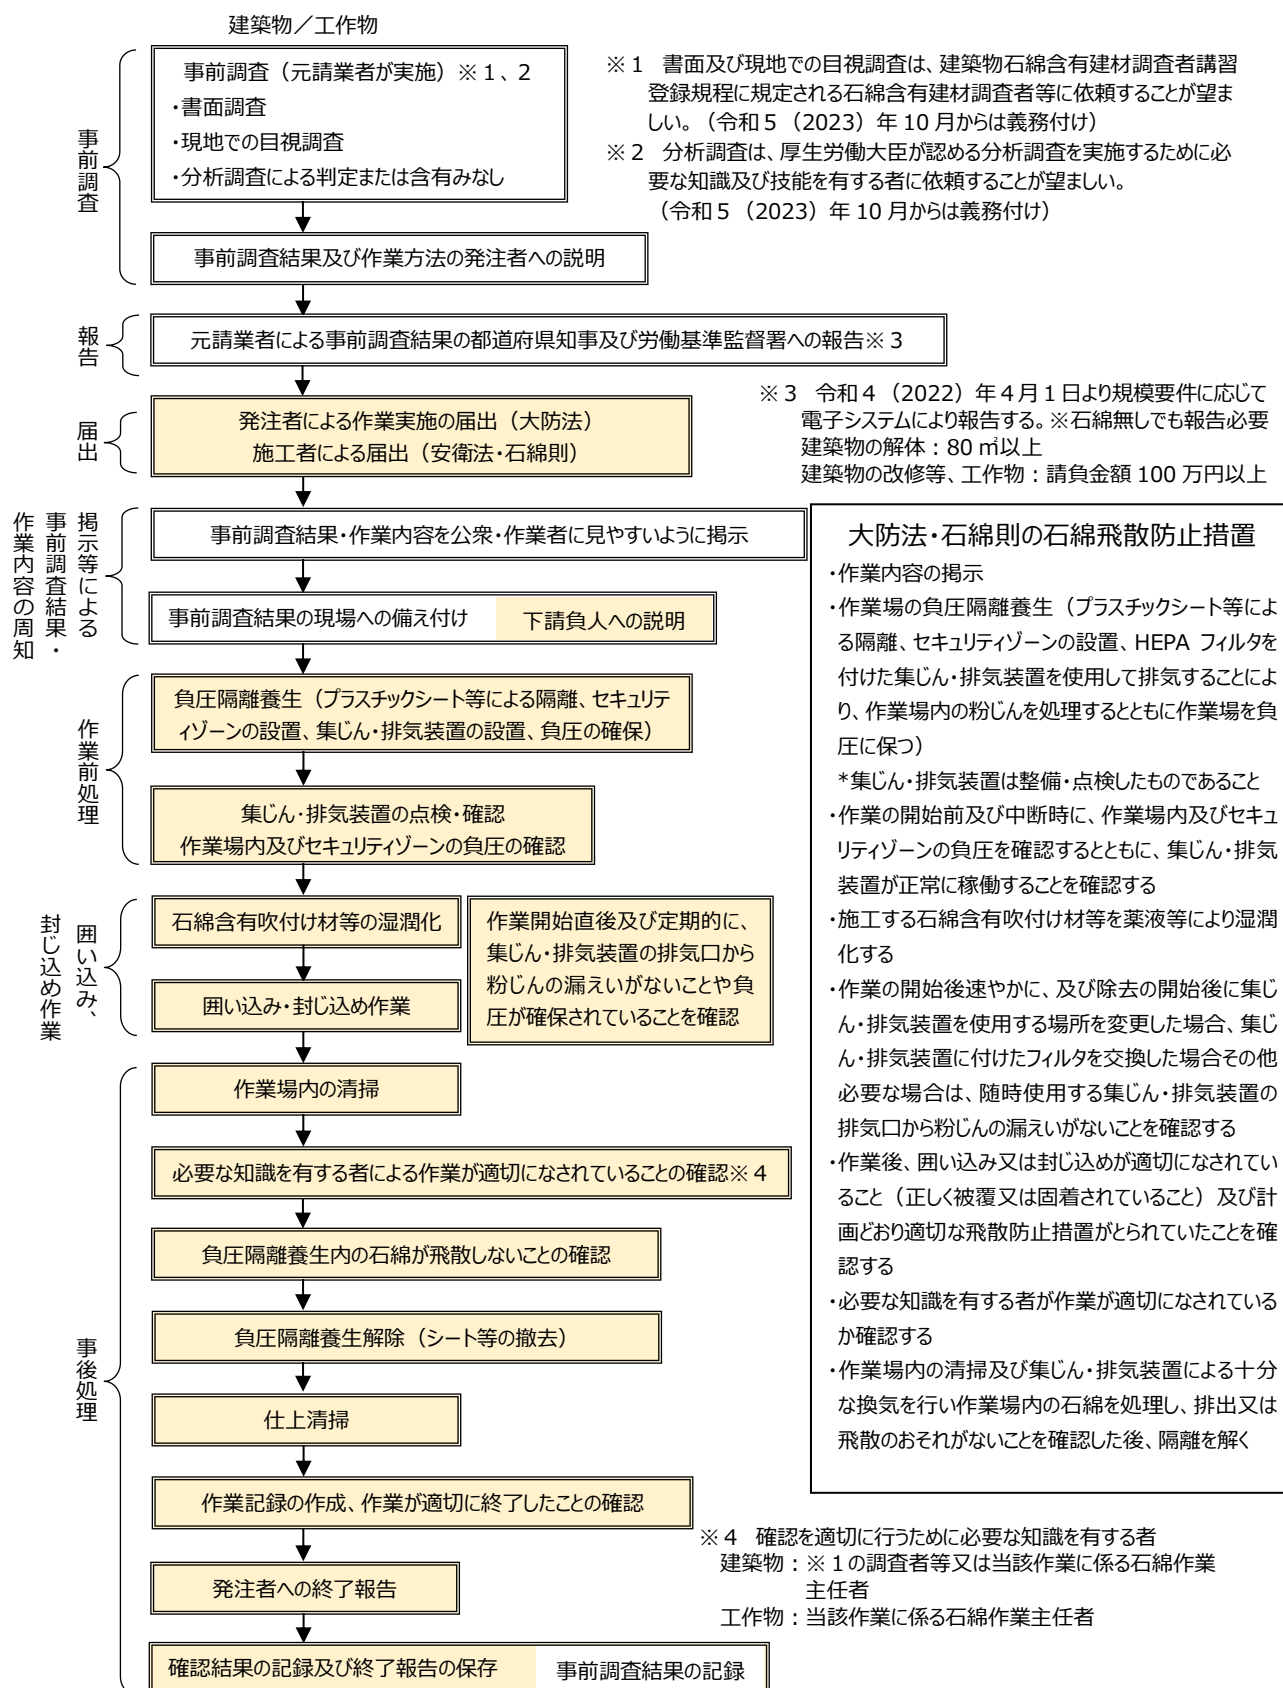 建築物／工作物
事前調査
事前調査（元請業者が実施）※１、２
・書面調査
・現地での目視調査
・分析調査による判定または含有みなし
事前調査結果及び作業方法の発注者への説明
※１　書面及び現地での目視調査は、建築物石綿含有建材調査者講習
登録規程に規定される石綿含有建材調査者等に依頼することが望ま
しい。（令和５（2023）年 10 月からは義務付け）
※２　分析調査は、厚生労働大臣が認める分析調査を実施するために必
要な知識及び技能を有する者に依頼することが望ましい。
（令和５（2023）年 10 月からは義務付け）
報告
元請業者による事前調査結果の都道府県知事及び労働基準監督署への報告※３
届出
発注者による作業実施の届出（大防法）
施工者による届出（安衛法・石綿則）
※３　令和４（2022）年４月１日より規模要件に応じて
電子システムにより報告する。※石綿無しでも報告必要
建築物の解体：80 ㎡以上
建築物の改修等、工作物：請負金額 100 万円以上
掲示等による
事前調査結果・
作業内容の周知
事前調査結果・作業内容を公衆・作業者に見やすいように掲示
事前調査結果の現場への備え付け
下請負人への説明
作業前処理
負圧隔離養生（プラスチックシート等による隔離、セキュリテ
ィゾーンの設置、集じん・排気装置の設置、負圧の確保）
集じん・排気装置の点検・確認
作業場内及びセキュリティゾーンの負圧の確認
囲い込み、
封じ込め作業
石綿含有吹付け材等の湿潤化
囲い込み・封じ込め作業
作業開始直後及び定期的に、
集じん・排気装置の排気口から
粉じんの漏えいがないことや負
圧が確保されていることを確認
事後処理
作業場内の清掃
必要な知識を有する者による作業が適切になされていることの確認※４
負圧隔離養生内の石綿が飛散しないことの確認
負圧隔離養生解除（シート等の撤去）
仕上清掃
作業記録の作成、作業が適切に終了したことの確認
発注者への終了報告
確認結果の記録及び終了報告の保存
事前調査結果の記録
大防法・石綿則の石綿飛散防止措置
・作業内容の掲示
・作業場の負圧隔離養生（プラスチックシート等によ
る隔離、セキュリティゾーンの設置、HEPA フィルタを
付けた集じん・排気装置を使用して排気することによ
り、作業場内の粉じんを処理するとともに作業場を負
圧に保つ）
*集じん・排気装置は整備・点検したものであること
・作業の開始前及び中断時に、作業場内及びセキュ
リティゾーンの負圧を確認するとともに、集じん・排気
装置が正常に稼働することを確認する
・施工する石綿含有吹付け材等を薬液等により湿潤
化する
・作業の開始後速やかに、及び除去の開始後に集じ
ん・排気装置を使用する場所を変更した場合、集じ
ん・排気装置に付けたフィルタを交換した場合その他
必要な場合は、随時使用する集じん・排気装置の
排気口から粉じんの漏えいがないことを確認する
・作業後、囲い込み又は封じ込めが適切になされてい
ること（正しく被覆又は固着されていること）及び計
画どおり適切な飛散防止措置がとられていたことを確
認する
・必要な知識を有する者が作業が適切になされている
か確認する
・作業場内の清掃及び集じん・排気装置による十分
な換気を行い作業場内の石綿を処理し、排出又は
飛散のおそれがないことを確認した後、隔離を解く
※４　確認を適切に行うために必要な知識を有する者
建築物：※１の調査者等又は当該作業に係る石綿作業
主任者
工作物：当該作業に係る石綿作業主任者